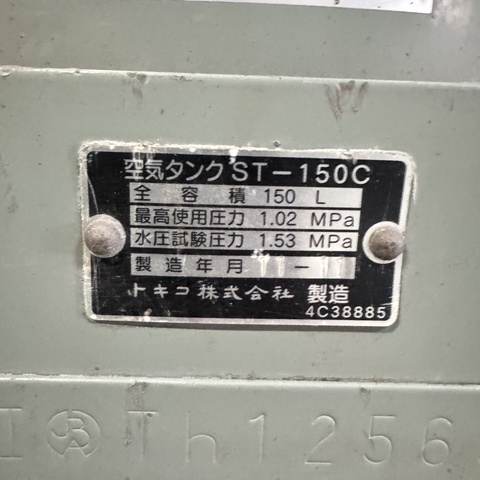 空気タンク ST-150C
全容積 150 L
最高使用圧力 1.02 MPa
水圧試験圧力 1.53 MPa
製造年月 11-11
トキコ株式会社 製造
4C38885
Th1256